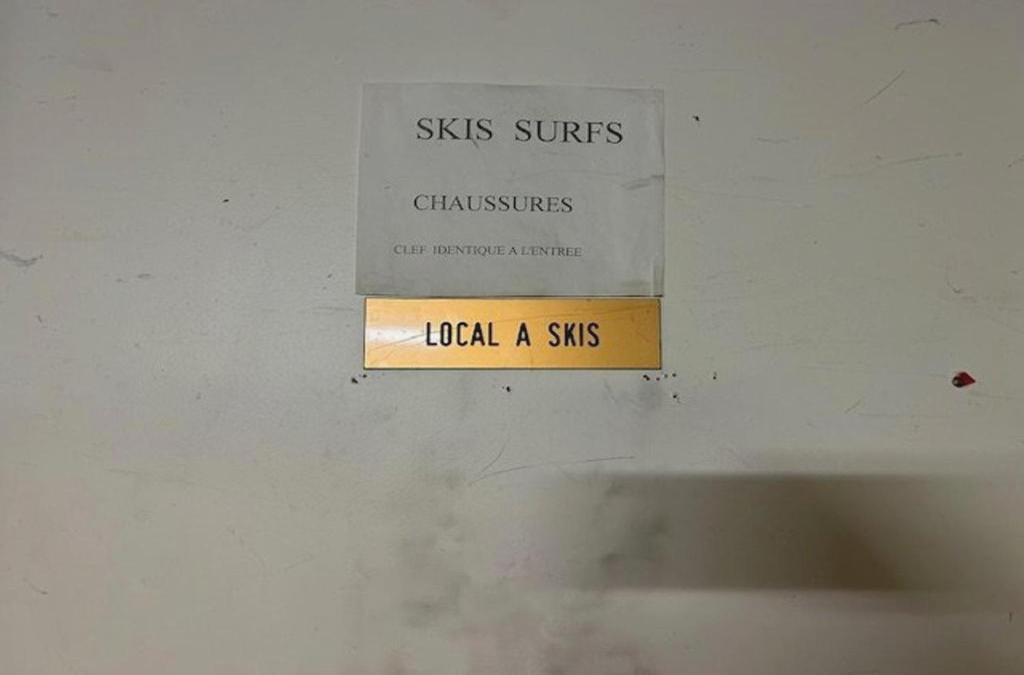 SKIS SURFS
CHAUSSURES
CLEF IDENTIQUE A L'ENTREE
LOCAL A SKIS